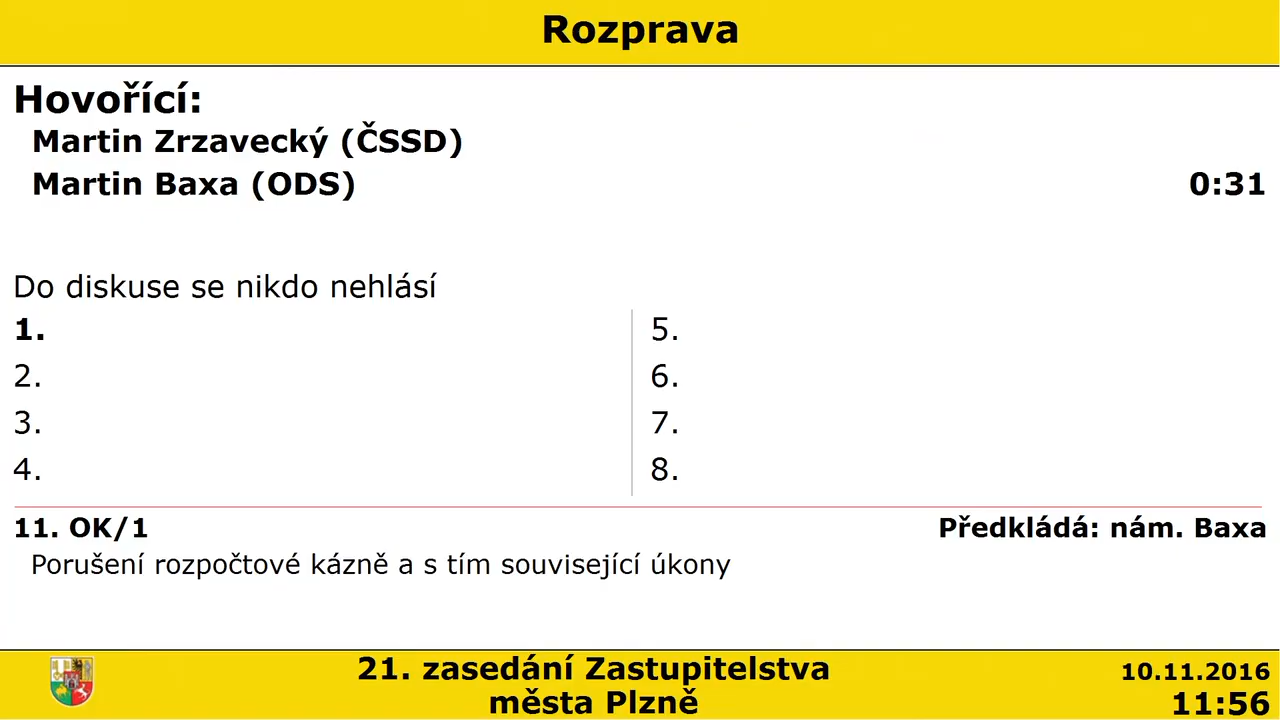 Rozprava
Hovořící:
Martin Zrzavecký (ČSSD)
Martin Baxa (ODS) 0:31
Do diskuse se nikdo nehlásí
1.
2.
3.
4.
5.
6.
7.
8.
11. OK/1 Předkládá: nám. Baxa
Porušení rozpočtové kázně a s tím související úkony
21. zasedání Zastupitelstva
města Plzně
10.11.2016
11:56